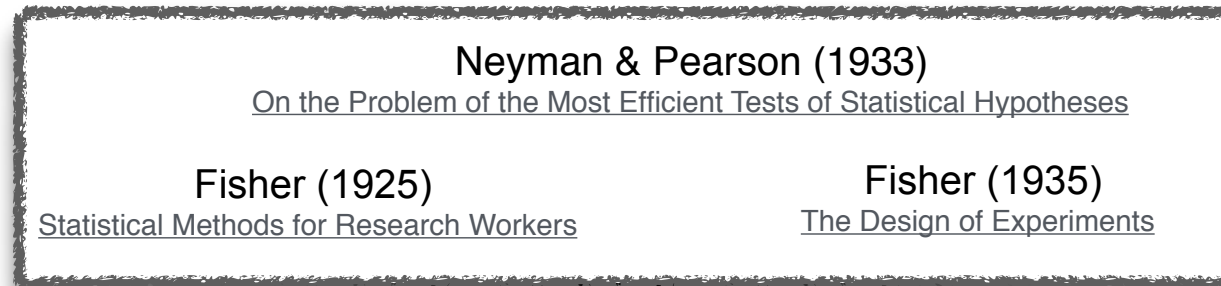 Neyman & Pearson (1933)
On the Problem of the Most Efficient Tests of Statistical Hypotheses
Fisher (1925)
Statistical Methods for Research Workers
Fisher (1935)
The Design of Experiments